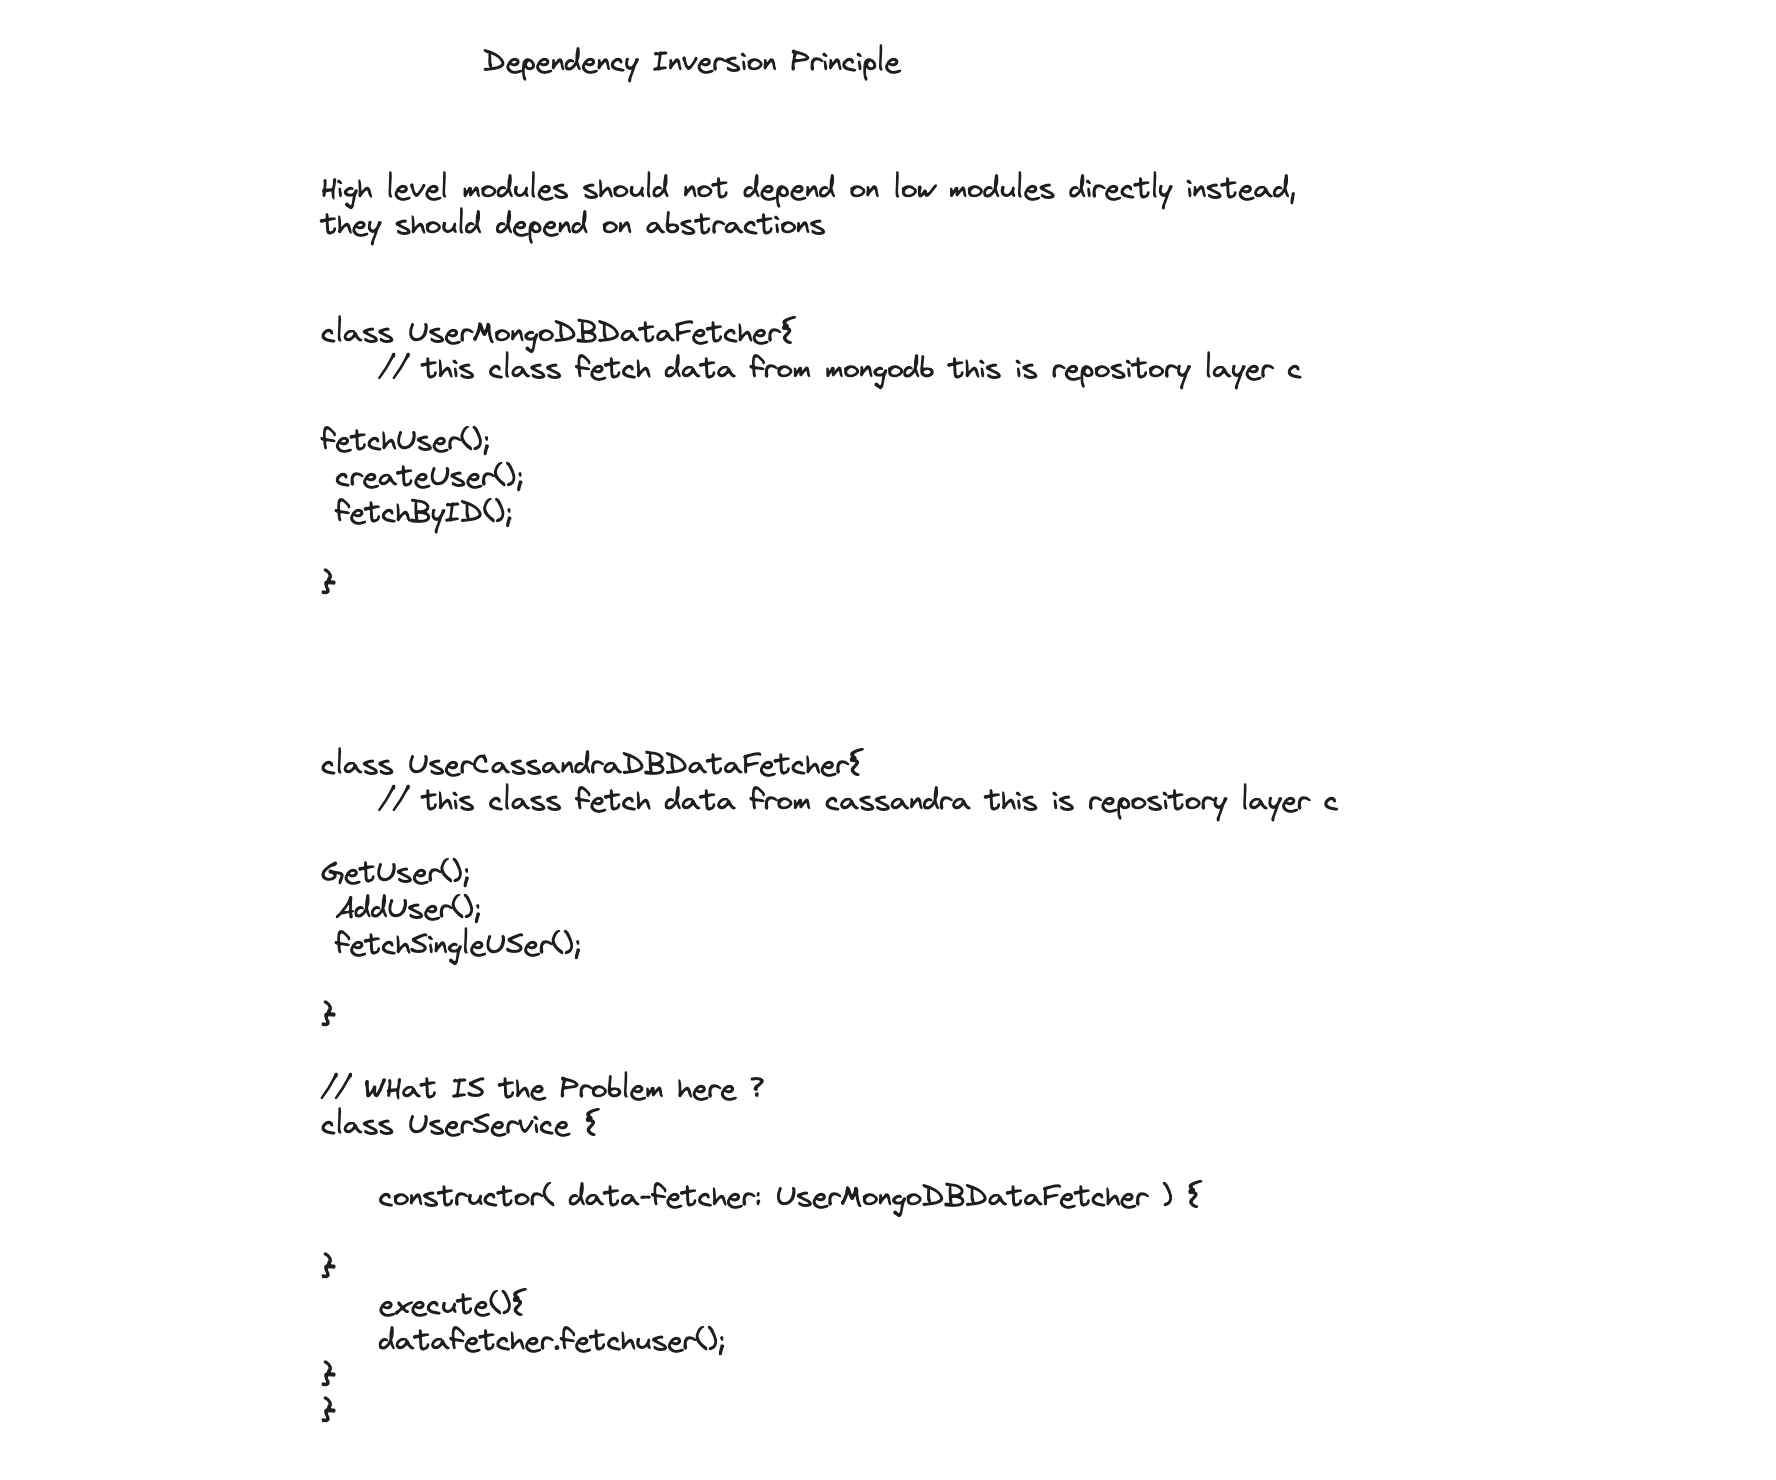 Dependency Inversion Principle
High level modules should not depend on low modules directly instead,
they should depend on abstractions
class UserMongoDBDataFetcher{
// this class fetch data from mongodb this is repository layer c
fetchUser();
createUser();
fetchByID();
}
class UserCassandraDBDataFetcher{
// this class fetch data from cassandra this is repository layer c
GetUser();
AddUser();
fetchSingleUSer();
}
// WHat IS the Problem here ?
class UserService {
constructor( data-fetcher: UserMongoDBDataFetcher ) {
}
execute(){
datafetcher.fetchuser();
}
}